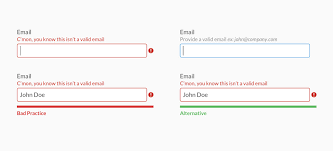 Email
C'mon, you know this isn't a valid email
Email
Provide a valid email ex: john@company.com
Email
C'mon, you know this isn't a valid email
John Doe
Bad Practice
Email
C'mon, you know this isn't a valid email
John Doe
Alternative